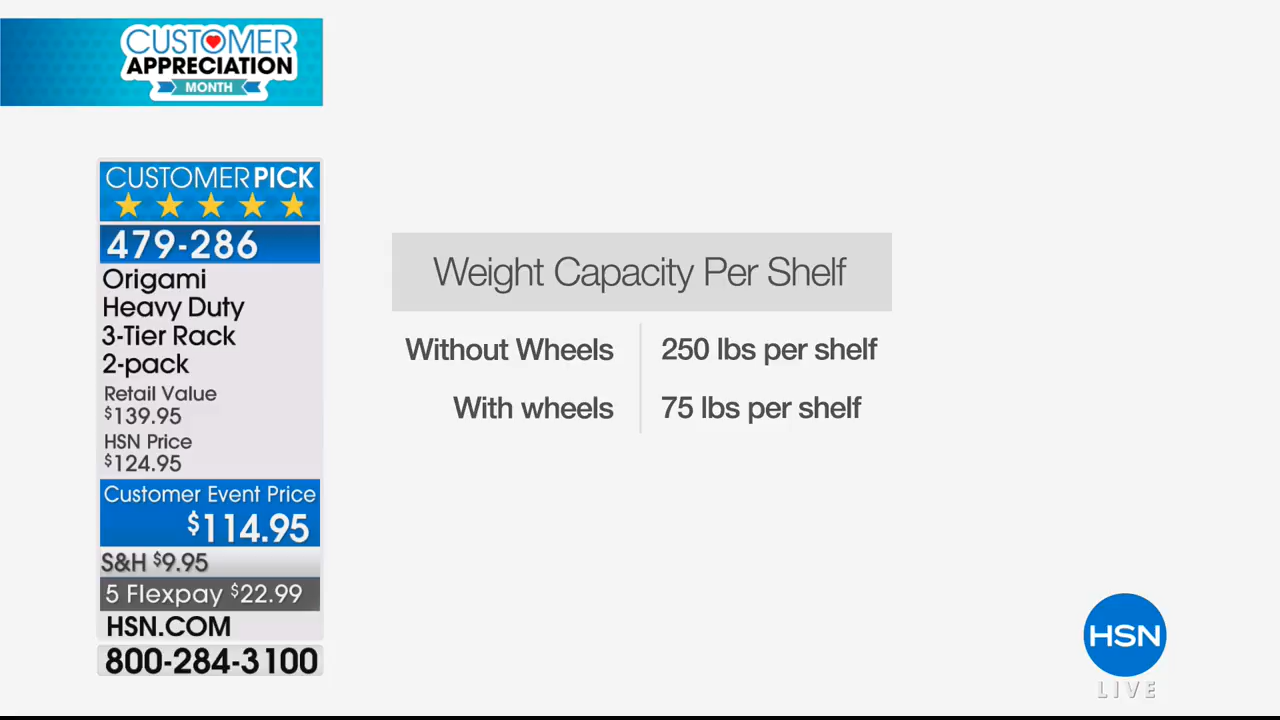 CUSTOMER
APPRECIATION
MONTH
CUSTOMER PICK
479-286
Origami
Heavy Duty
3-Tier Rack
2-pack
Retail Value
$139.95
HSN Price
$124.95
Customer Event Price
$114.95
S&H $9.95
5 Flexpay $22.99
HSN.COM
800-284-3100
Weight Capacity Per Shelf
Without Wheels 250 lbs per shelf
With wheels 75 lbs per shelf
HSN
LIVE